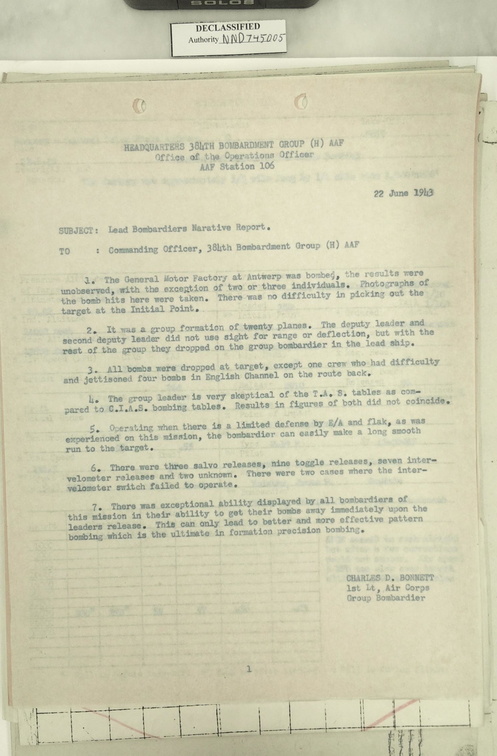 SOLOS
DECLASSIFIED
Authority NND745005
HEADQUARTERS 384TH BOMBARDMENT GROUP (H) AAF
Office of the Operations Officer
AAF Station 106
22 June 1943
SUBJECT: Lead Bombardiers Narative Report.
TO : Commanding Officer, 384th Bombardment Group (H) AAF
1. The General Motor Factory at Antwerp was bombed, the results were
unobserved, with the exception of two or three individuals. Photographs of
the bomb hits here were taken. There was no difficulty in picking out the
target at the Initial Point.
2. It was a group formation of twenty planes. The deputy leader and
second deputy leader did not use sight for range or deflection, but with the
rest of the group they dropped on the group bombardier in the lead ship.
3. All bombs were dropped at target, except one crew who had difficulty
and jettisoned four bombs in English Channel on the route back.
4. The group leader is very skeptical of the T.A. S. tables as com-
pared to C.I.A.S. bombing tables. Results in figures of both did not coincide.
5. Operating when there is a limited defense by E/A and flak, as was
experienced on this mission, the bombardier can easily make a long smooth
run to the target.
6. There were three salvo releases, nine toggle releases, seven inter-
velometer releases and two unknown. There were two cases where the inter-
velometer switch failed to operate.
7. There was exceptional ability displayed by all bombardiers of
this mission in their ability to get their bombs away immediately upon the
leaders release. This can only lead to better and more effective pattern
bombing which is the ultimate in formation precision bombing.
CHARLES D. BONNETT
1st Lt, Air Corps
Group Bombardier
1